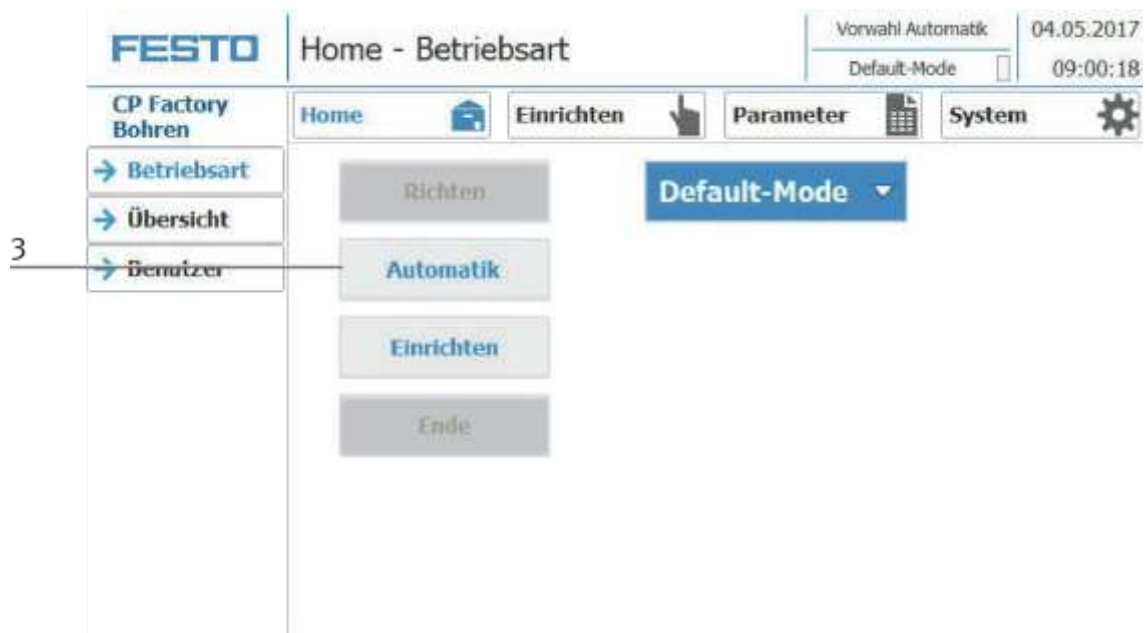 FESTO
Home - Betriebsart
Vorwahl Automatik
Default-Mode
04.05.2017
09:00:18
CP Factory
Bohren
Home
Einrichten
Parameter
System
Betriebsart
Übersicht
Benutzer
Richten
Automatik
Einrichten
Ende
Default-Mode
3